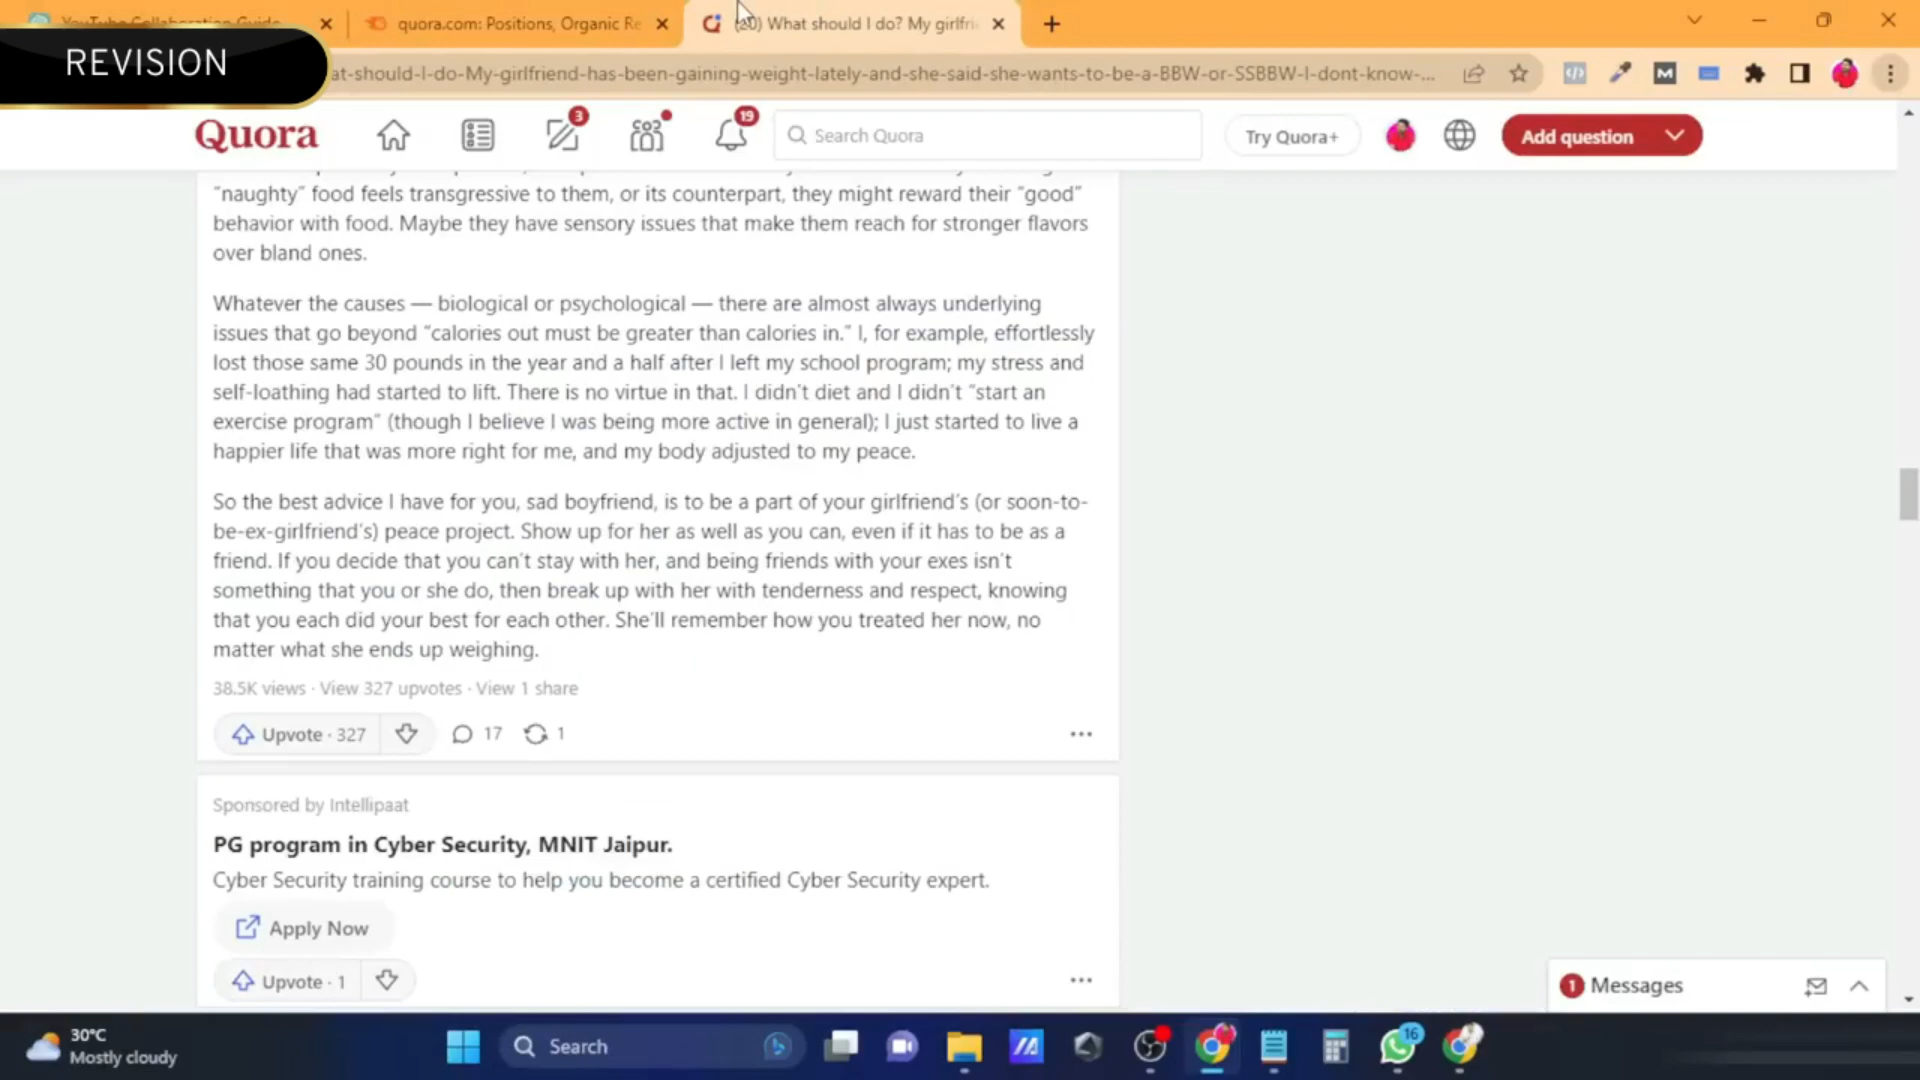 YouTube Collaboration Guide
quora.com: Positions, Organic Re
(20) What should I do? My girlfri
REVISION
at-should-I-do-My-girlfriend-has-been-gaining-weight-lately-and-she-said-she-wants-to-be-a-BBW-or-SSBBW-I-dont-know-...
Quora
3
19
Search Quora
Try Quora+
Add question
"naughty" food feels transgressive to them, or its counterpart, they might reward their "good"
behavior with food. Maybe they have sensory issues that make them reach for stronger flavors
over bland ones.
Whatever the causes — biological or psychological — there are almost always underlying
issues that go beyond "calories out must be greater than calories in." I, for example, effortlessly
lost those same 30 pounds in the year and a half after I left my school program; my stress and
self-loathing had started to lift. There is no virtue in that. I didn't diet and I didn't "start an
exercise program" (though I believe I was being more active in general); I just started to live a
happier life that was more right for me, and my body adjusted to my peace.
So the best advice I have for you, sad boyfriend, is to be a part of your girlfriend's (or soon-to-
be-ex-girlfriend's) peace project. Show up for her as well as you can, even if it has to be as a
friend. If you decide that you can't stay with her, and being friends with your exes isn't
something that you or she do, then break up with her with tenderness and respect, knowing
that you each did your best for each other. She'll remember how you treated her now, no
matter what she ends up weighing.
38.5K views · View 327 upvotes · View 1 share
Upvote · 327
17
1
Sponsored by Intellipaat
PG program in Cyber Security, MNIT Jaipur.
Cyber Security training course to help you become a certified Cyber Security expert.
Apply Now
Upvote · 1
1 Messages
30°C
Mostly cloudy
Search
16